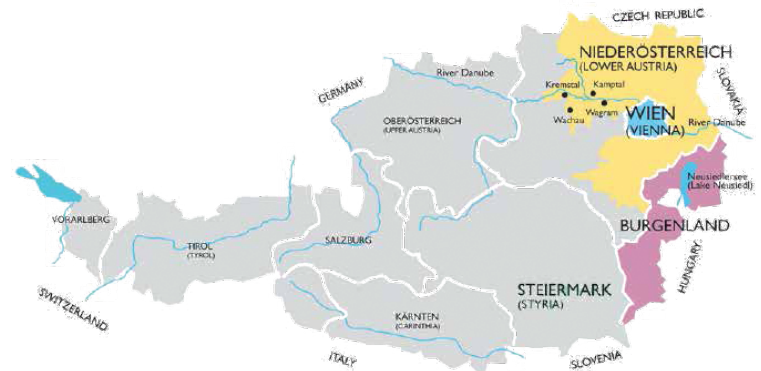 CZECH REPUBLIC
NIEDERÖSTERREICH
(LOWER AUSTRIA)
SLOVAKIA
River Danube
GERMANY
Kremstal
Kamptal
Wachau
Wagram
WIEN
(VIENNA)
River Danube
OBERÖSTERREICH
(UPPER AUSTRIA)
Neusiedlersee
(Lake Neusiedl)
VORARLBERG
BURGENLAND
TIROL
(TYROL)
SALZBURG
HUNGARY
STEIERMARK
(STYRIA)
SWITZERLAND
KÄRNTEN
(CARINTHIA)
ITALY
SLOVENIA